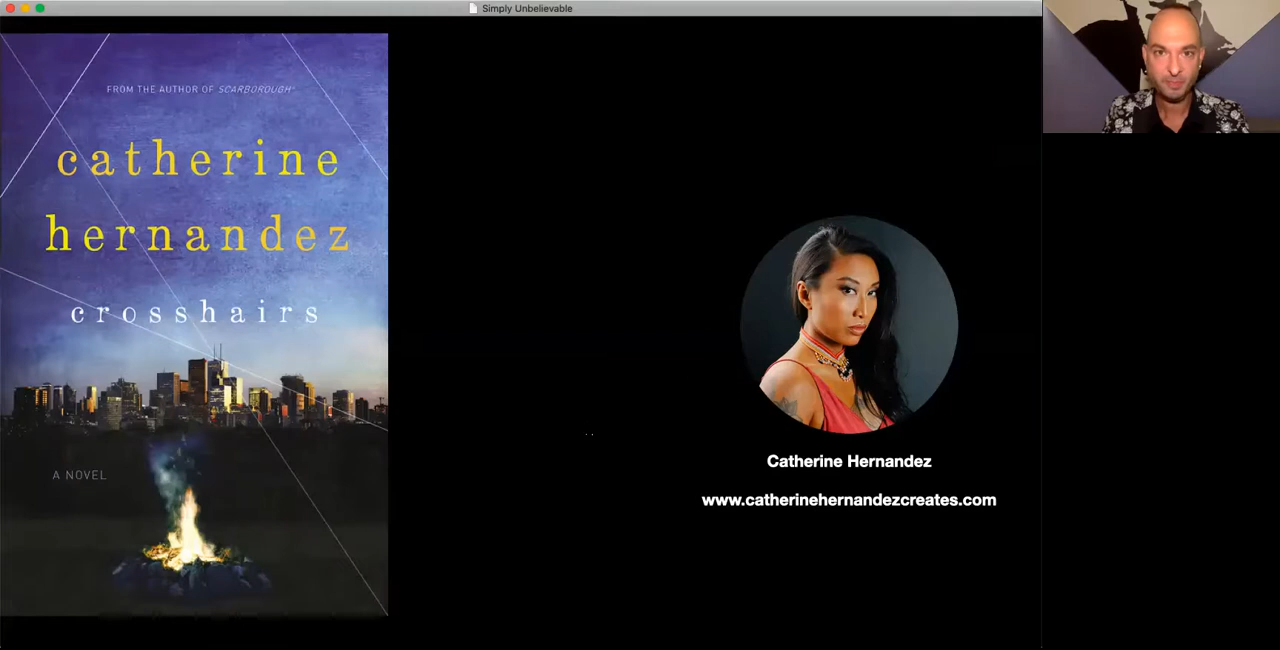 Simply Unbelievable
FROM THE AUTHOR OF SCARBOROUGH
catherine
hernandez
crosshairs
A NOVEL
Catherine Hernandez
www.catherinehernandezcreates.com